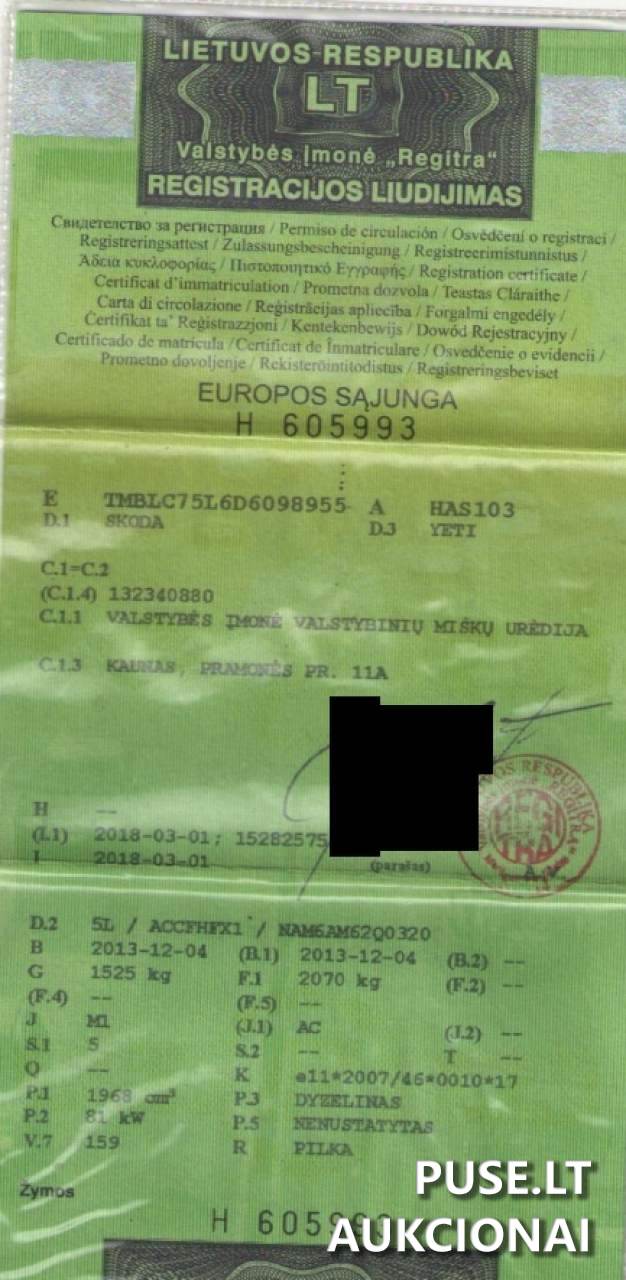 LIETUVOS RESPUBLIKA
LT
Valstybės įmonė „Regitra“
REGISTRACIJOS LIUDIJIMAS
Свидетелство за регистрация / Permiso de circulación / Osvědčení o registraci /
Registreringsattest / Zulassungsbescheinigung / Registreerimistunnistus /
Άδεια κυκλοφορίας / Πιστοποιητικό Εγγραφής / Registration certificate /
Certificat d'immatriculation / Prometna dozvola / Teastas Cláraithe /
Carta di circolazione / Reģistrācijas apliecība / Forgalmi engedély /
Ċertifikat ta' Reġistrazzjoni / Kentekenbewijs / Dowód Rejestracyjny /
Certificado de matrícula / Certificat de Înmatriculare / Osvedčenie o evidencii /
Prometno dovoljenje / Rekisteröintitodistus / Registreringsbeviset
EUROPOS SĄJUNGA
H 605993
E TMBLC75L6D6098955 A HAS103
D.1 SKODA D.3 YETI
C.1=C.2
(C.1.4) 132340880
C.1.1 VALSTYBĖS ĮMONĖ VALSTYBINIŲ MIŠKŲ URĖDIJA
C.1.3 KAUNAS, PRAMONĖS PR. 11A
H --
(I.1) 2018-03-01; 15282575
I 2018-03-01
(parašas) A.V.
REGITRA
D.2 5L / ACCFHFX1 / NAM6AM62Q0320
B 2013-12-04 (B.1) 2013-12-04 (B.2) --
G 1525 kg F.1 2070 kg (F.2) --
(F.4) -- (F.5) --
J M1 (J.1) AC (J.2) --
S.1 5 S.2 -- T --
Q -- K e11*2007/46*0010*17
P.1 1968 cm³ P.3 DYZELINAS
P.2 81 kW P.5 NENUSTATYTAS
V.7 159 R PILKA
Žymos
H 605993
PUSE.LT
AUKCIONAI